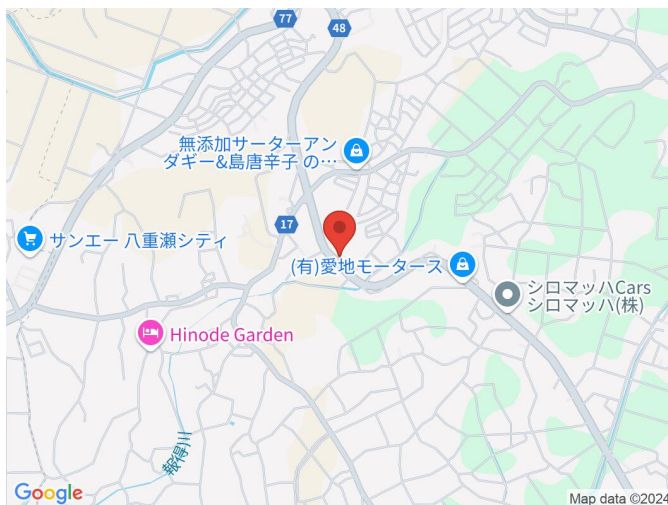 77
48
無添加サーターアン
ダギー&島唐辛子 の…
17
サンエー 八重瀬シティ
(有)愛地モータース
シロマッハCars
シロマッハ(株)
Hinode Garden
報得川
Google
Map data ©2024